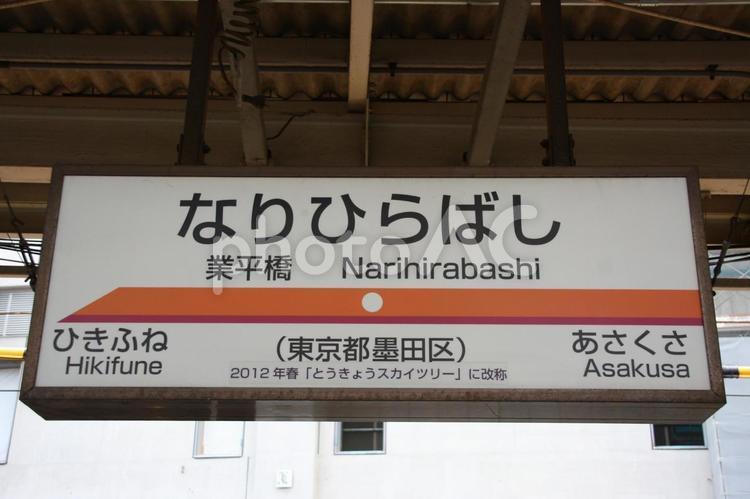 なりひらばし
業平橋 Narihirabashi
ひきふね
Hikifune
(東京都墨田区)
2012年春「とうきょうスカイツリー」に改称
あさくさ
Asakusa
photoAC